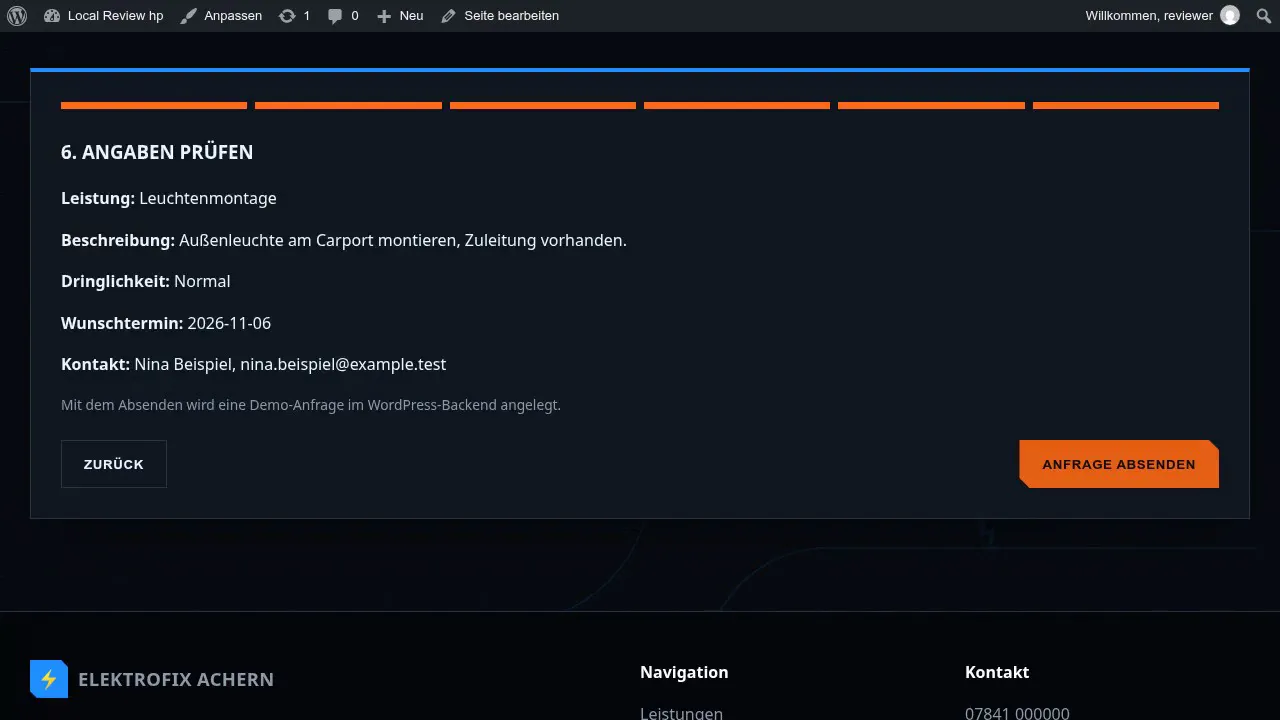 Local Review hp
Anpassen
1
0
Neu
Seite bearbeiten
Willkommen, reviewer
6. ANGABEN PRÜFEN
Leistung: Leuchtenmontage
Beschreibung: Außenleuchte am Carport montieren, Zuleitung vorhanden.
Dringlichkeit: Normal
Wunschtermin: 2026-11-06
Kontakt: Nina Beispiel, nina.beispiel@example.test
Mit dem Absenden wird eine Demo-Anfrage im WordPress-Backend angelegt.
ZURÜCK
ANFRAGE ABSENDEN
ELEKTROFIX ACHERN
Navigation
Leistungen
Kontakt
07841 000000